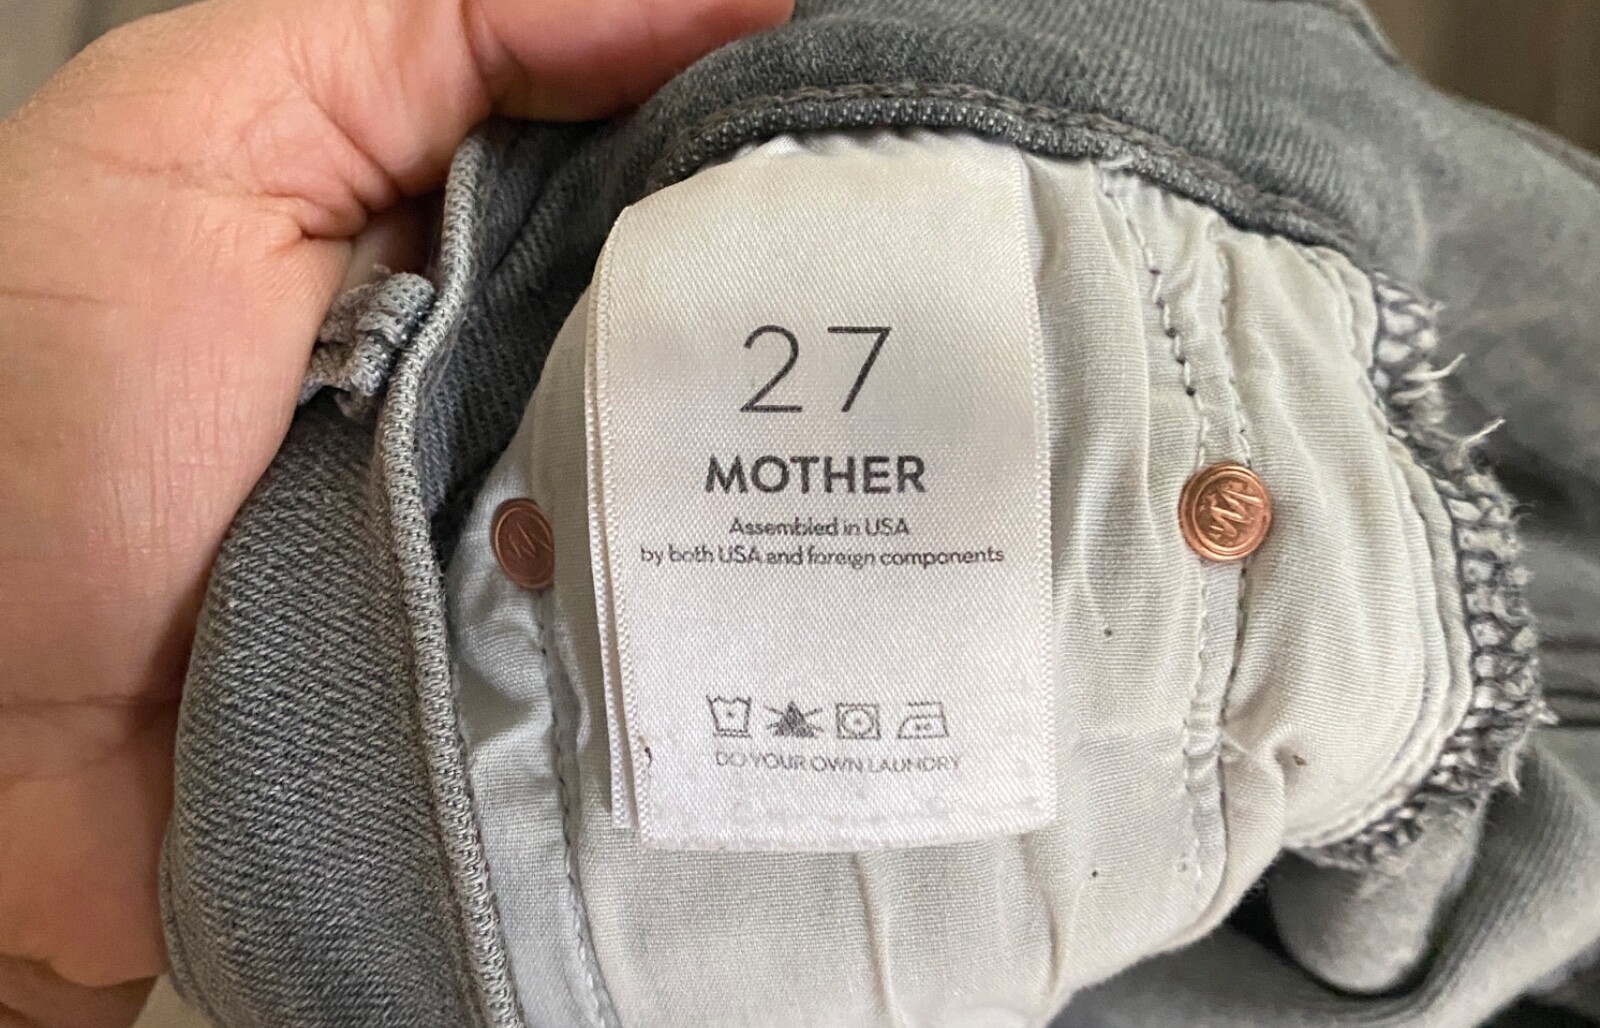 27
MOTHER
Assembled in USA
by both USA and foreign components
DO YOUR OWN LAUNDRY